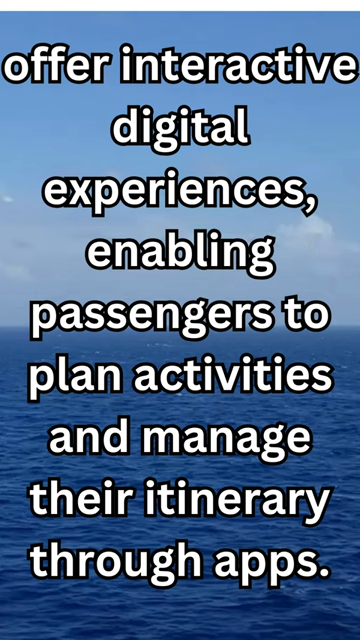 offer interactive
digital
experiences,
enabling
passengers to
plan activities
and manage
their itinerary
through apps.